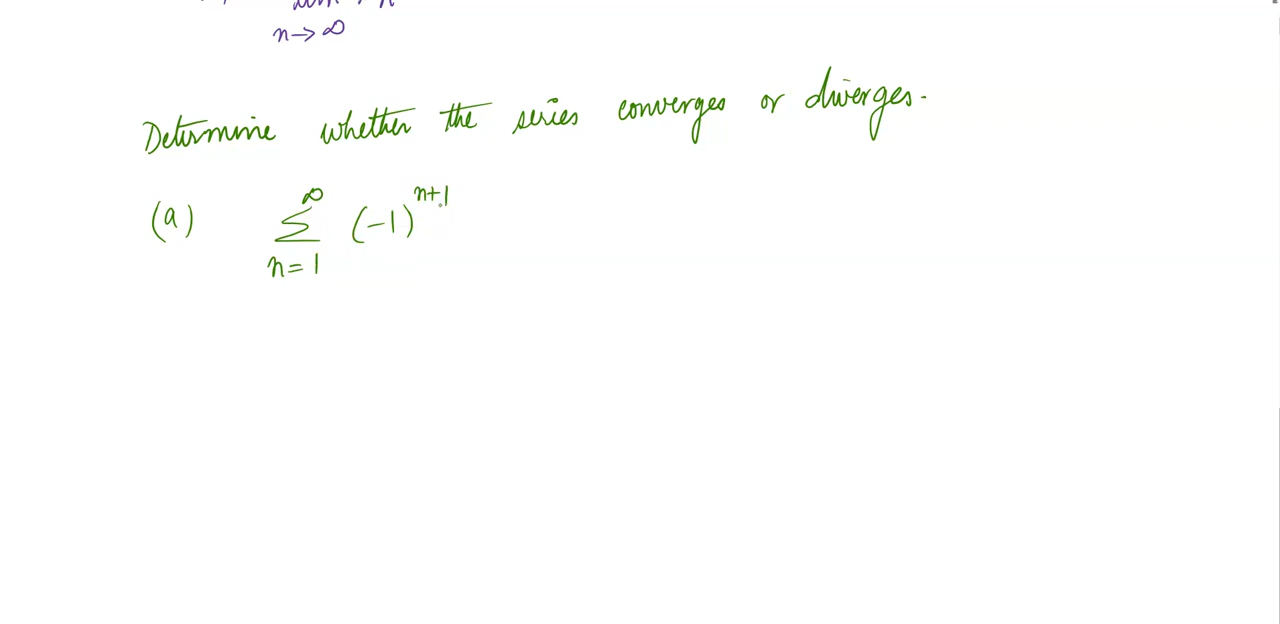 n→∞
Determine whether the series converges or diverges.
(a) ∞
∑ (-1)^{n+1}
n=1